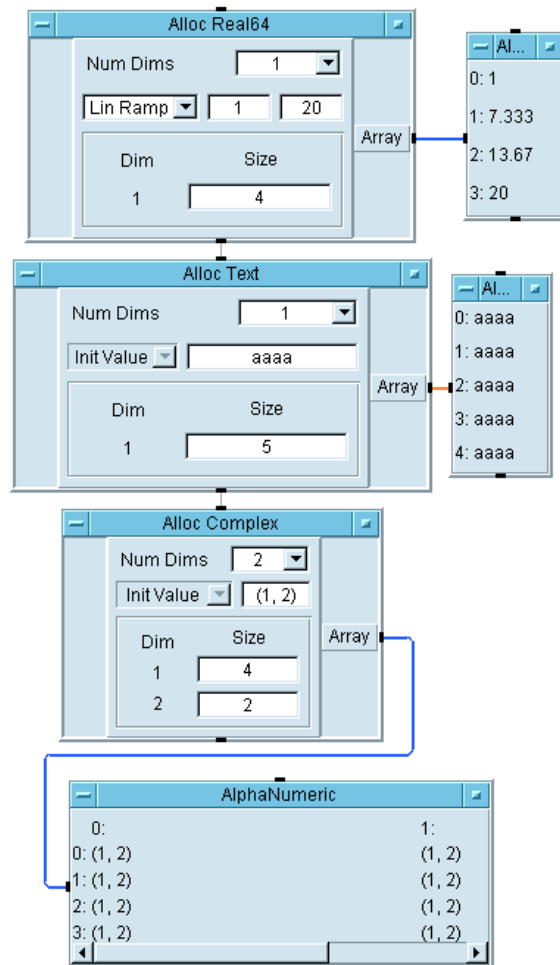 Alloc Real64
Num Dims 1
Lin Ramp 1 20
Dim Size
1 4
Array
Al...
0: 1
1: 7.333
2: 13.67
3: 20
Alloc Text
Num Dims 1
Init Value aaaa
Dim Size
1 5
Array
Al...
0: aaaa
1: aaaa
2: aaaa
3: aaaa
4: aaaa
Alloc Complex
Num Dims 2
Init Value (1, 2)
Dim Size
1 4
2 2
Array
AlphaNumeric
0: 1:
0: (1, 2) (1, 2)
1: (1, 2) (1, 2)
2: (1, 2) (1, 2)
3: (1, 2) (1, 2)